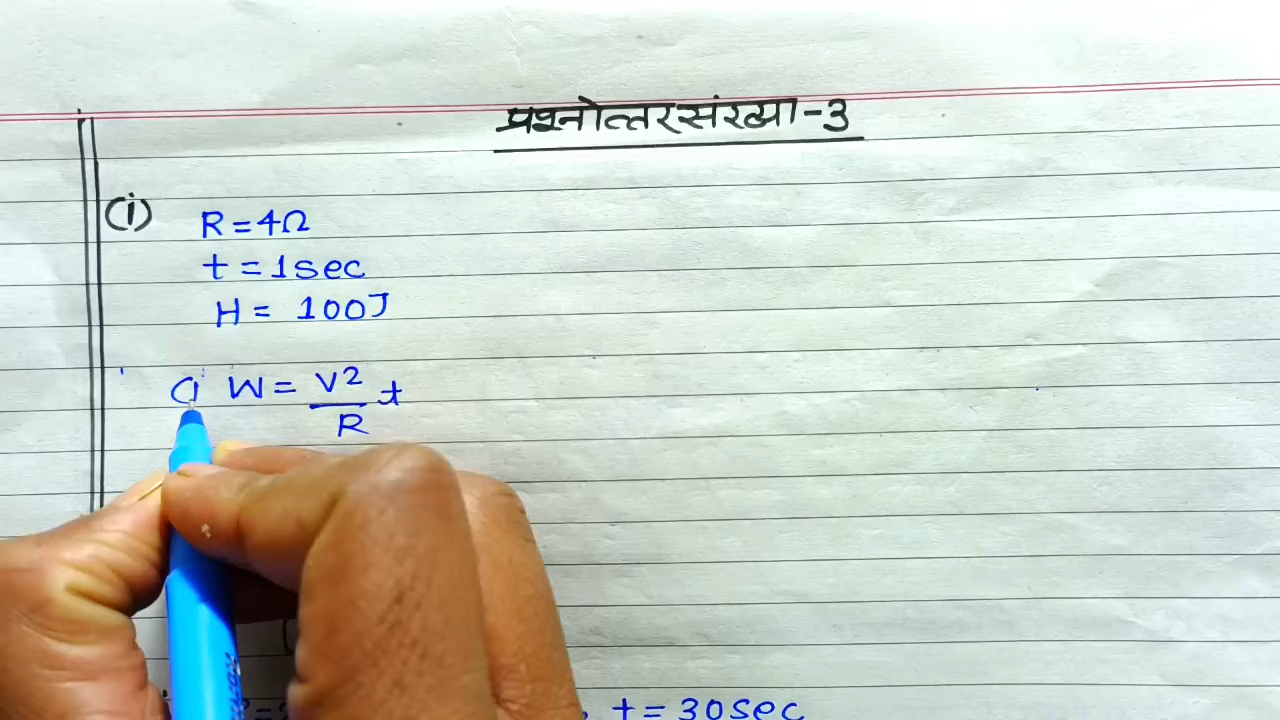 प्रश्नोत्तरसंख्या-3
(i) R = 4Ω
t = 1sec
H = 100J
W = V2/R t
t = 30sec